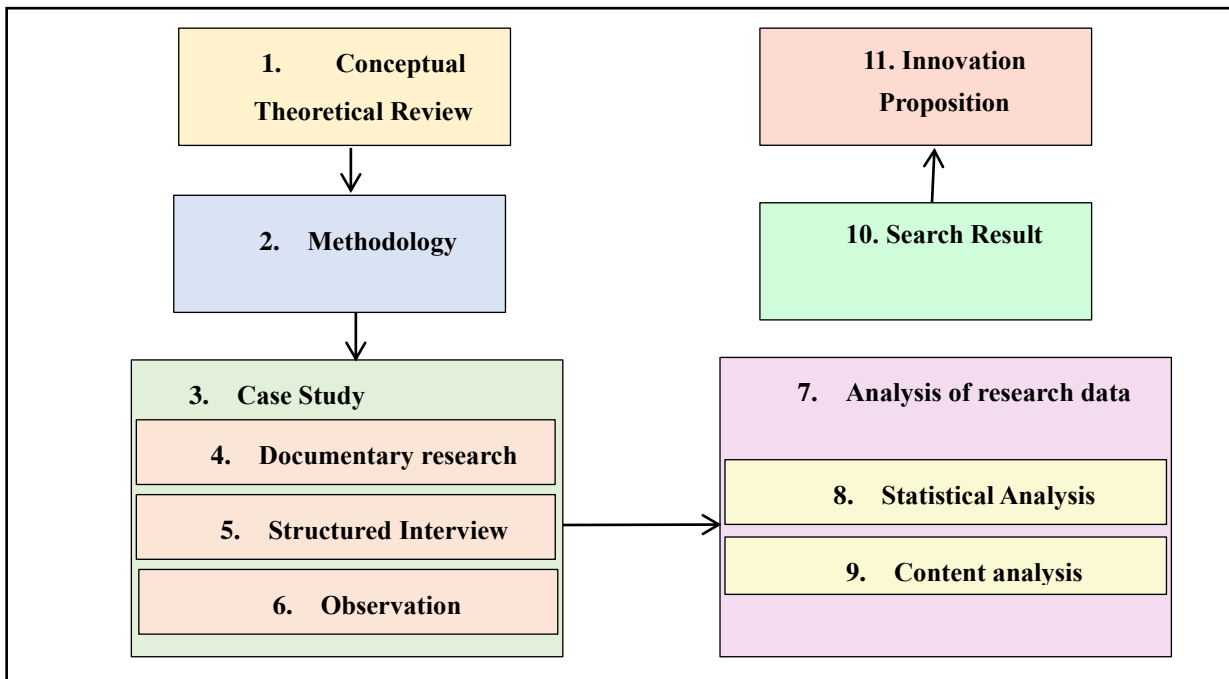 1. Conceptual
Theoretical Review
2. Methodology
3. Case Study
4. Documentary research
5. Structured Interview
6. Observation
7. Analysis of research data
8. Statistical Analysis
9. Content analysis
10. Search Result
11. Innovation
Proposition